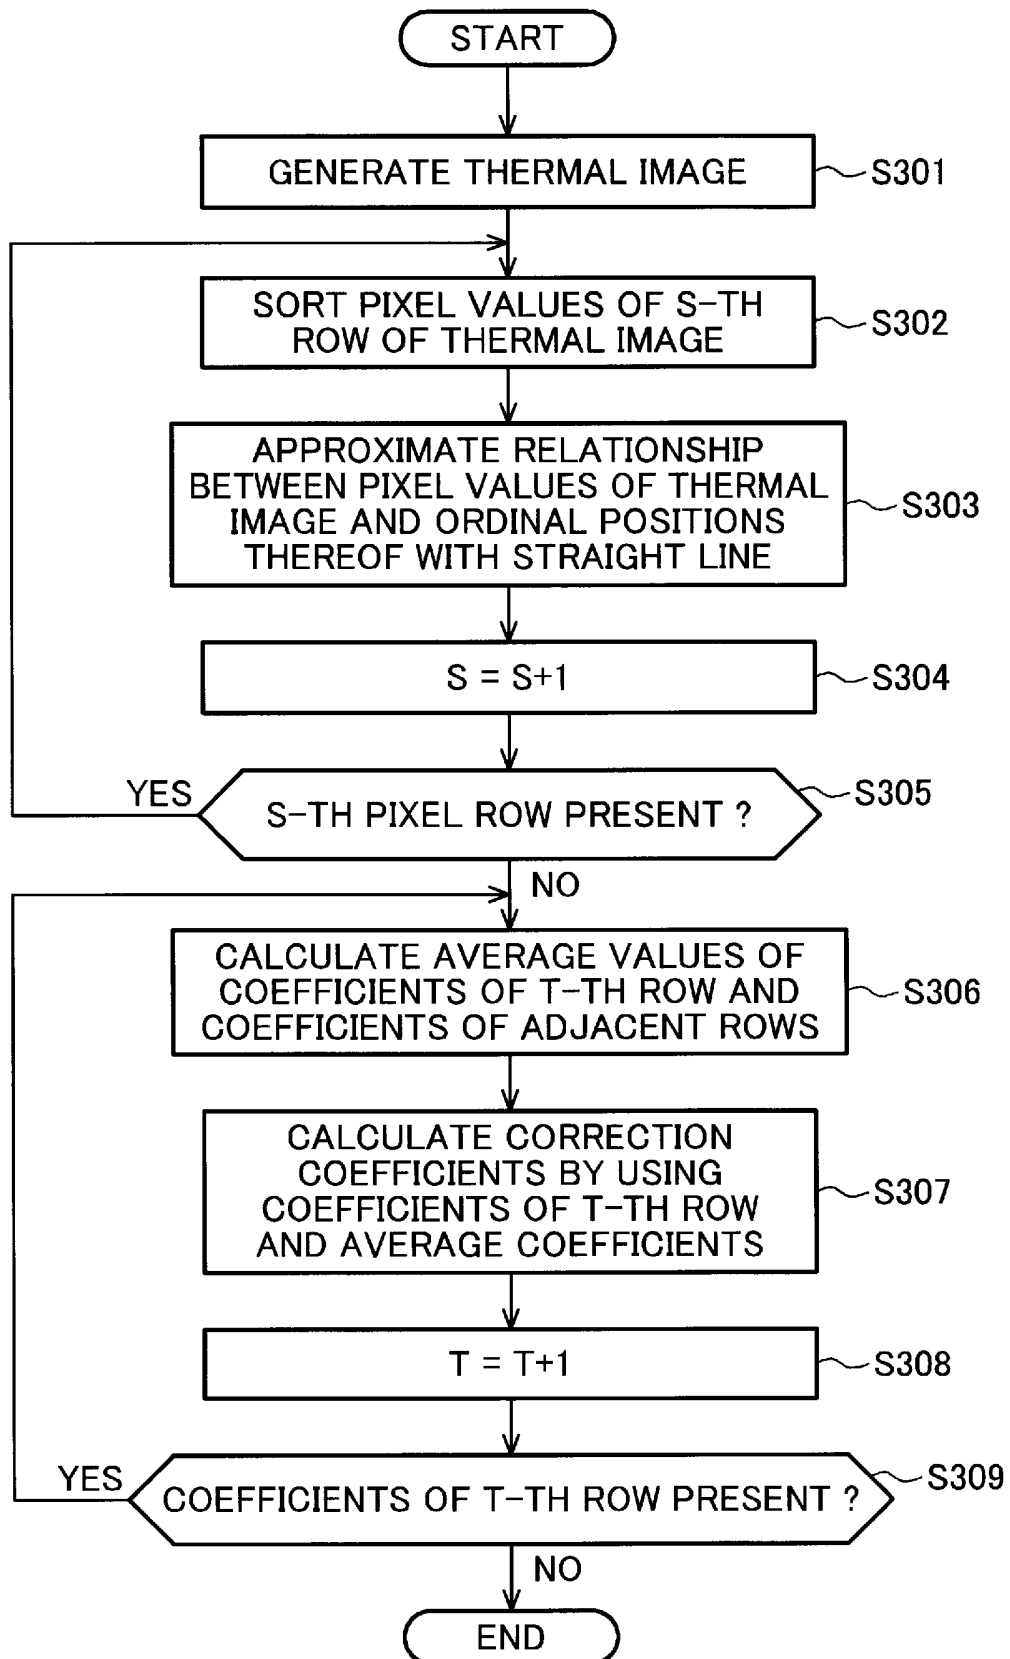 START
GENERATE THERMAL IMAGE
S301
SORT PIXEL VALUES OF S-TH
ROW OF THERMAL IMAGE
S302
APPROXIMATE RELATIONSHIP
BETWEEN PIXEL VALUES OF THERMAL
IMAGE AND ORDINAL POSITIONS
THEREOF WITH STRAIGHT LINE
S303
S = S+1
S304
YES
S-TH PIXEL ROW PRESENT ?
S305
NO
CALCULATE AVERAGE VALUES OF
COEFFICIENTS OF T-TH ROW AND
COEFFICIENTS OF ADJACENT ROWS
S306
CALCULATE CORRECTION
COEFFICIENTS BY USING
COEFFICIENTS OF T-TH ROW
AND AVERAGE COEFFICIENTS
S307
T = T+1
S308
YES
COEFFICIENTS OF T-TH ROW PRESENT ?
S309
NO
END